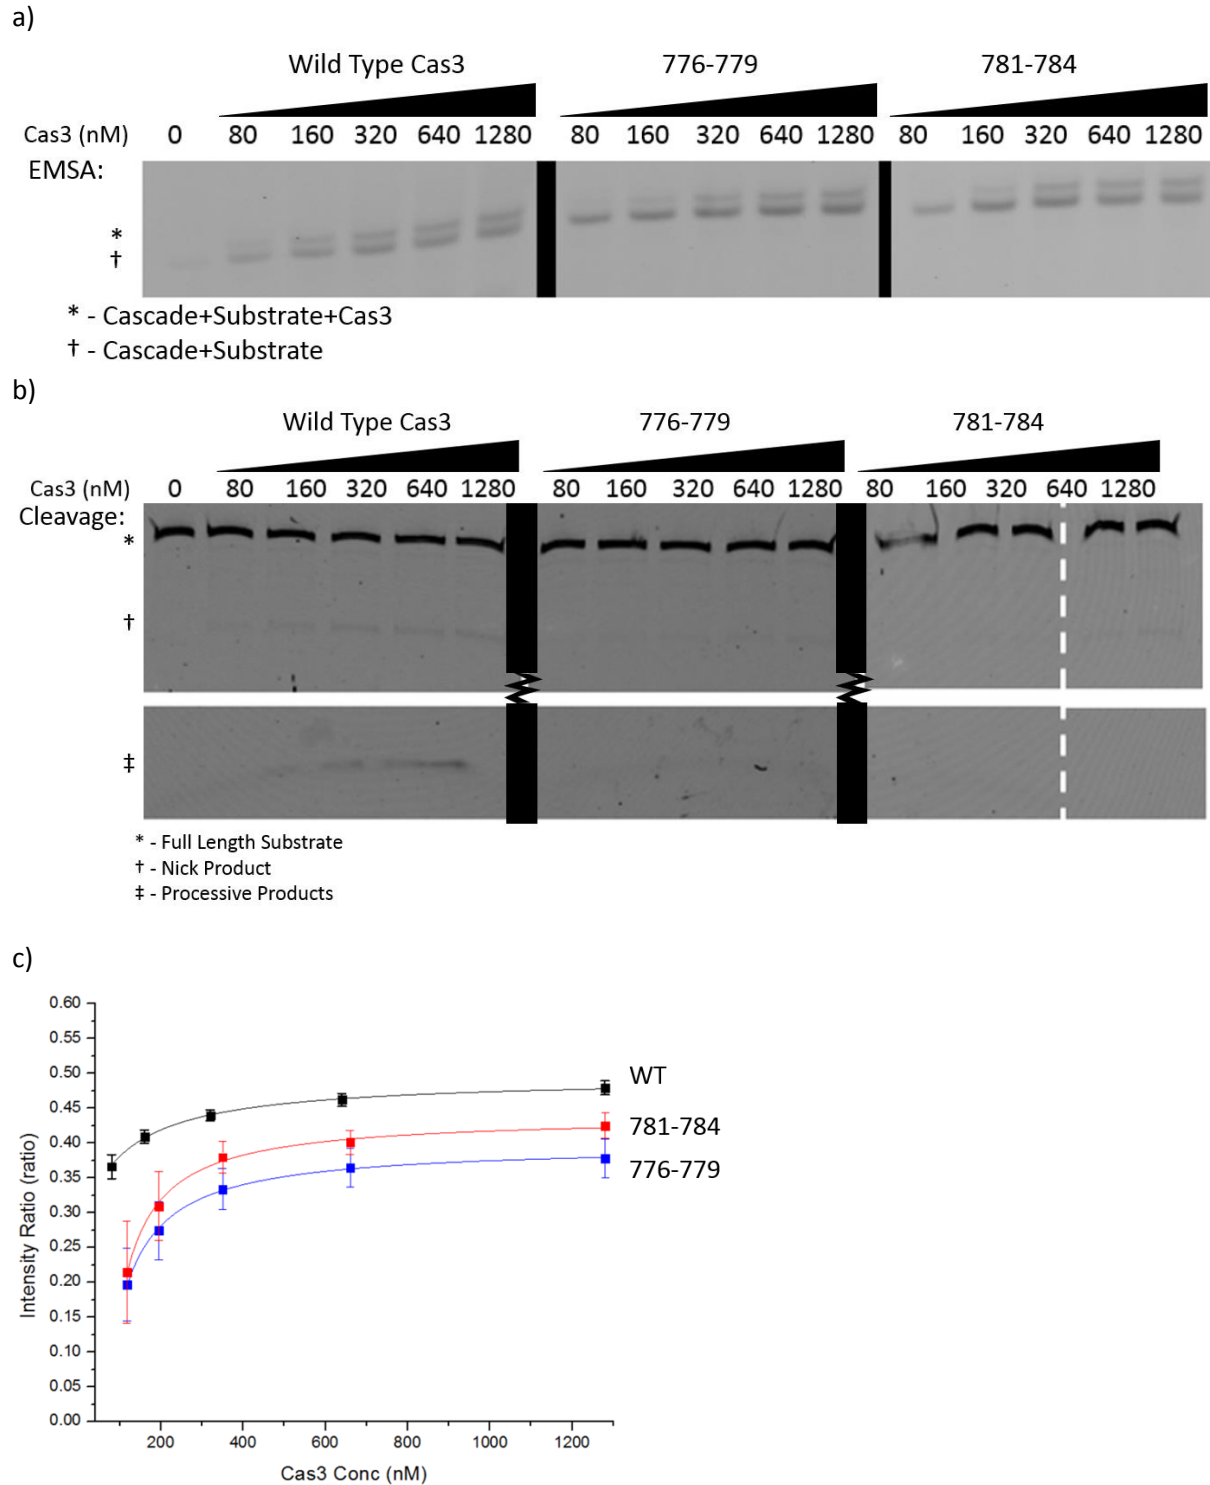 a)
Wild Type Cas3 776-779 781-784
Cas3 (nM) 0 80 160 320 640 1280 80 160 320 640 1280 80 160 320 640 1280
EMSA:
*
†
* - Cascade+Substrate+Cas3
† - Cascade+Substrate
b)
Wild Type Cas3 776-779 781-784
Cas3 (nM) 0 80 160 320 640 1280 80 160 320 640 1280 80 160 320 640 1280
Cleavage:
*
†
‡
* - Full Length Substrate
† - Nick Product
‡ - Processive Products
c)
0.60
0.55
0.50
0.45
0.40
0.35
0.30
0.25
0.20
0.15
0.10
0.05
0.00
Intensity Ratio (ratio)
WT
781-784
776-779
200 400 600 800 1000 1200
Cas3 Conc (nM)